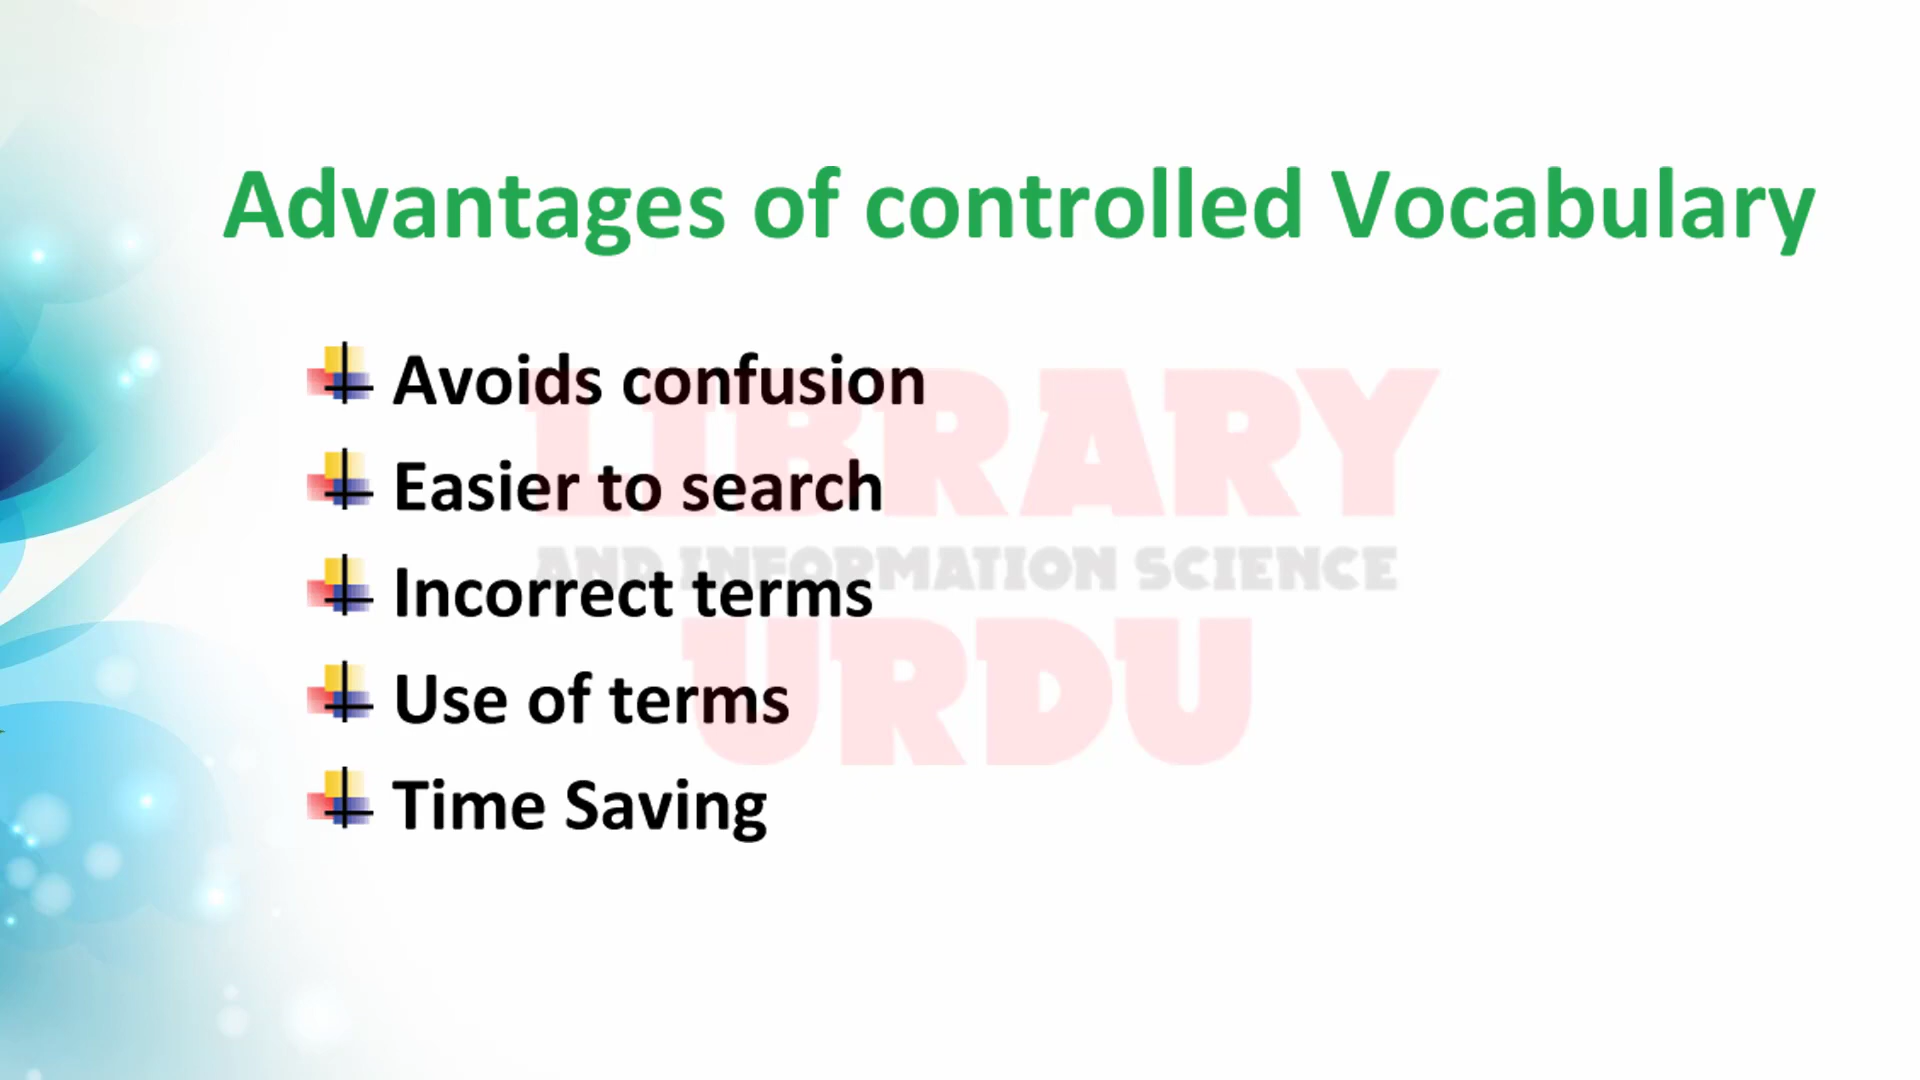 Advantages of controlled Vocabulary
Avoids confusion
Easier to search
Incorrect terms
Use of terms
Time Saving
LIBRARY
AND INFORMATION SCIENCE
URDU